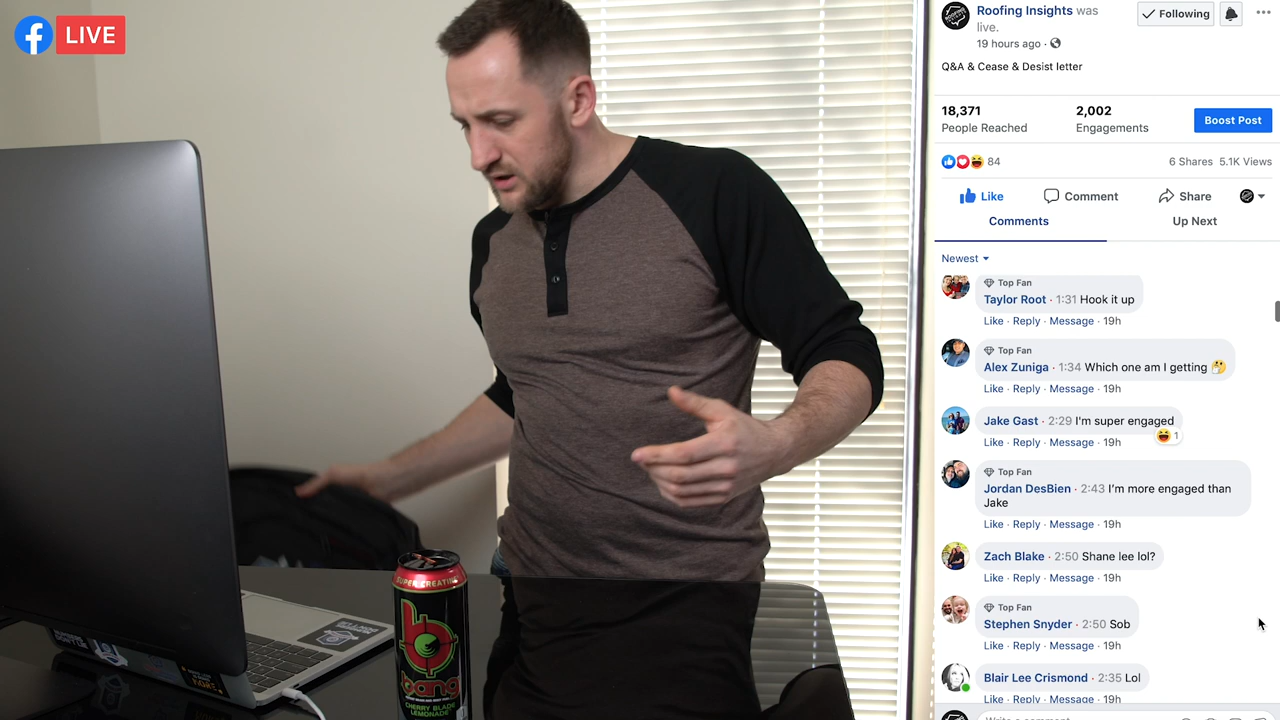 LIVE
Roofing Insights was
live.
19 hours ago
Following
Q&A & Cease & Desist letter
18,371
People Reached
2,002
Engagements
Boost Post
84
6 Shares 5.1K Views
Like
Comment
Share
Comments
Up Next
Newest
Top Fan
Taylor Root · 1:31 Hook it up
Like · Reply · Message · 19h
Top Fan
Alex Zuniga · 1:34 Which one am I getting 🤔
Like · Reply · Message · 19h
Jake Gast · 2:29 I'm super engaged
1
Like · Reply · Message · 19h
Top Fan
Jordan DesBien · 2:43 I'm more engaged than
Jake
Like · Reply · Message · 19h
Zach Blake · 2:50 Shane lee lol?
Like · Reply · Message · 19h
Top Fan
Stephen Snyder · 2:50 Sob
Like · Reply · Message · 19h
Blair Lee Crismond · 2:35 Lol
Like · Reply · Message · 19h
Write a comment
SUPER CREATINE
bang
CHERRY BLADE
LEMONADE